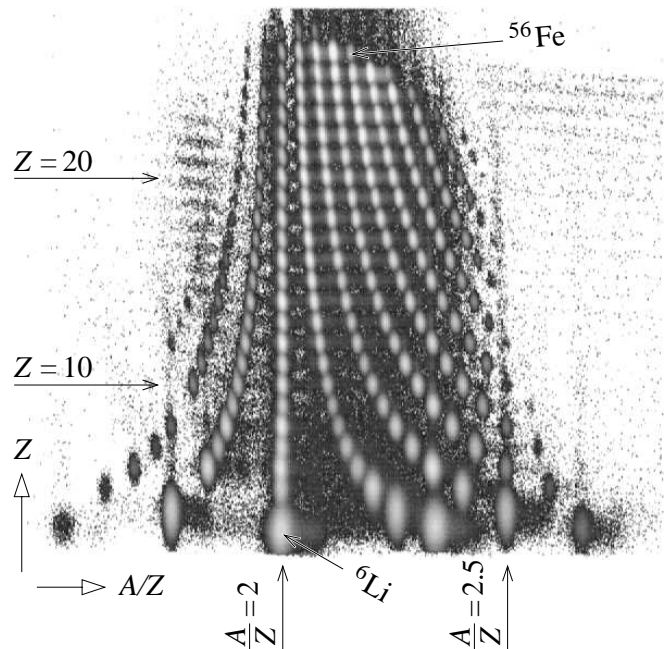 ⁵⁶Fe
Z = 20
Z = 10
Z
A/Z
A/Z = 2
⁶Li
A/Z = 2.5